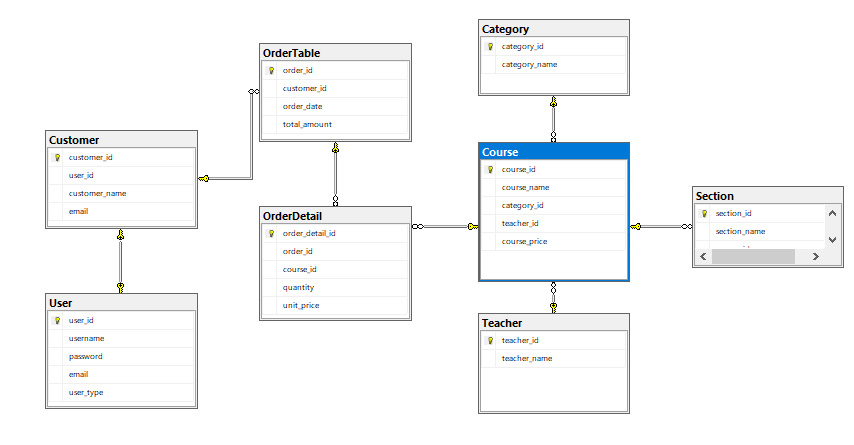 Category
category_id
category_name
OrderTable
order_id
customer_id
order_date
total_amount
Customer
customer_id
user_id
customer_name
email
Course
course_id
course_name
category_id
teacher_id
course_price
Section
section_id
section_name
OrderDetail
order_detail_id
order_id
course_id
quantity
unit_price
User
user_id
username
password
email
user_type
Teacher
teacher_id
teacher_name